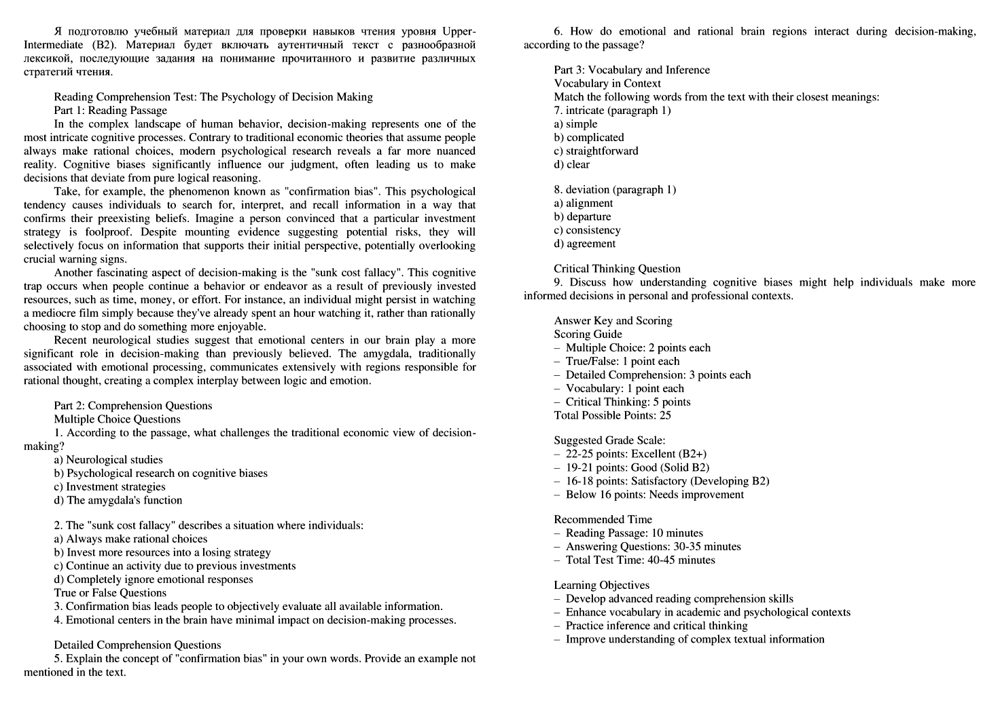 Я подготовлю учебный материал для проверки навыков чтения уровня Upper-
Intermediate (B2). Материал будет включать аутентичный текст с разнообразной
лексикой, последующие задания на понимание прочитанного и развитие различных
стратегий чтения.
Reading Comprehension Test: The Psychology of Decision Making
Part 1: Reading Passage
In the complex landscape of human behavior, decision-making represents one of the
most intricate cognitive processes. Contrary to traditional economic theories that assume people
always make rational choices, modern psychological research reveals a far more nuanced
reality. Cognitive biases significantly influence our judgment, often leading us to make
decisions that deviate from pure logical reasoning.
Take, for example, the phenomenon known as "confirmation bias". This psychological
tendency causes individuals to search for, interpret, and recall information in a way that
confirms their preexisting beliefs. Imagine a person convinced that a particular investment
strategy is foolproof. Despite mounting evidence suggesting potential risks, they will
selectively focus on information that supports their initial perspective, potentially overlooking
crucial warning signs.
Another fascinating aspect of decision-making is the "sunk cost fallacy". This cognitive
trap occurs when people continue a behavior or endeavor as a result of previously invested
resources, such as time, money, or effort. For instance, an individual might persist in watching
a mediocre film simply because they've already spent an hour watching it, rather than rationally
choosing to stop and do something more enjoyable.
Recent neurological studies suggest that emotional centers in our brain play a more
significant role in decision-making than previously believed. The amygdala, traditionally
associated with emotional processing, communicates extensively with regions responsible for
rational thought, creating a complex interplay between logic and emotion.
Part 2: Comprehension Questions
Multiple Choice Questions
1. According to the passage, what challenges the traditional economic view of decision-
making?
a) Neurological studies
b) Psychological research on cognitive biases
c) Investment strategies
d) The amygdala's function
2. The "sunk cost fallacy" describes a situation where individuals:
a) Always make rational choices
b) Invest more resources into a losing strategy
c) Continue an activity due to previous investments
d) Completely ignore emotional responses
True or False Questions
3. Confirmation bias leads people to objectively evaluate all available information.
4. Emotional centers in the brain have minimal impact on decision-making processes.
Detailed Comprehension Questions
5. Explain the concept of "confirmation bias" in your own words. Provide an example not
mentioned in the text.
6. How do emotional and rational brain regions interact during decision-making,
according to the passage?
Part 3: Vocabulary and Inference
Vocabulary in Context
Match the following words from the text with their closest meanings:
7. intricate (paragraph 1)
a) simple
b) complicated
c) straightforward
d) clear
8. deviation (paragraph 1)
a) alignment
b) departure
c) consistency
d) agreement
Critical Thinking Question
9. Discuss how understanding cognitive biases might help individuals make more
informed decisions in personal and professional contexts.
Answer Key and Scoring
Scoring Guide
– Multiple Choice: 2 points each
– True/False: 1 point each
– Detailed Comprehension: 3 points each
– Vocabulary: 1 point each
– Critical Thinking: 5 points
Total Possible Points: 25
Suggested Grade Scale:
– 22-25 points: Excellent (B2+)
– 19-21 points: Good (Solid B2)
– 16-18 points: Satisfactory (Developing B2)
– Below 16 points: Needs improvement
Recommended Time
– Reading Passage: 10 minutes
– Answering Questions: 30-35 minutes
– Total Test Time: 40-45 minutes
Learning Objectives
– Develop advanced reading comprehension skills
– Enhance vocabulary in academic and psychological contexts
– Practice inference and critical thinking
– Improve understanding of complex textual information